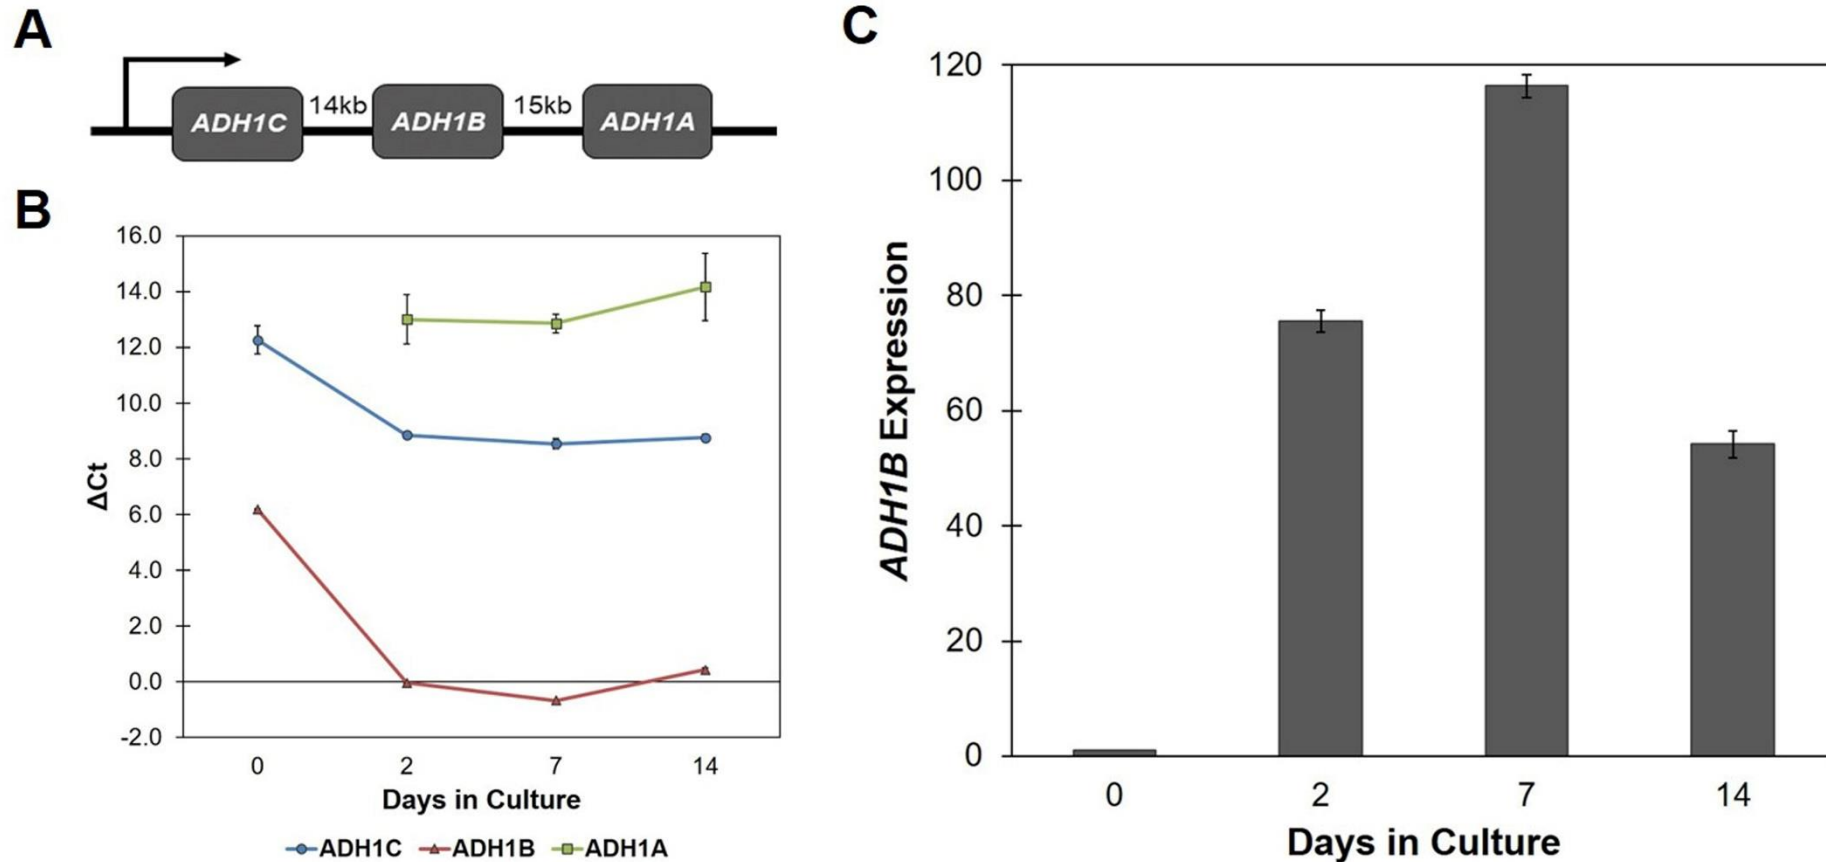 A
ADH1C
14kb
ADH1B
15kb
ADH1A
B
16.0
14.0
12.0
10.0
8.0
6.0
4.0
2.0
0.0
-2.0
ΔCt
0 2 7 14
Days in Culture
ADH1C ADH1B ADH1A
C
120
100
80
60
40
20
0
ADH1B Expression
0 2 7 14
Days in Culture